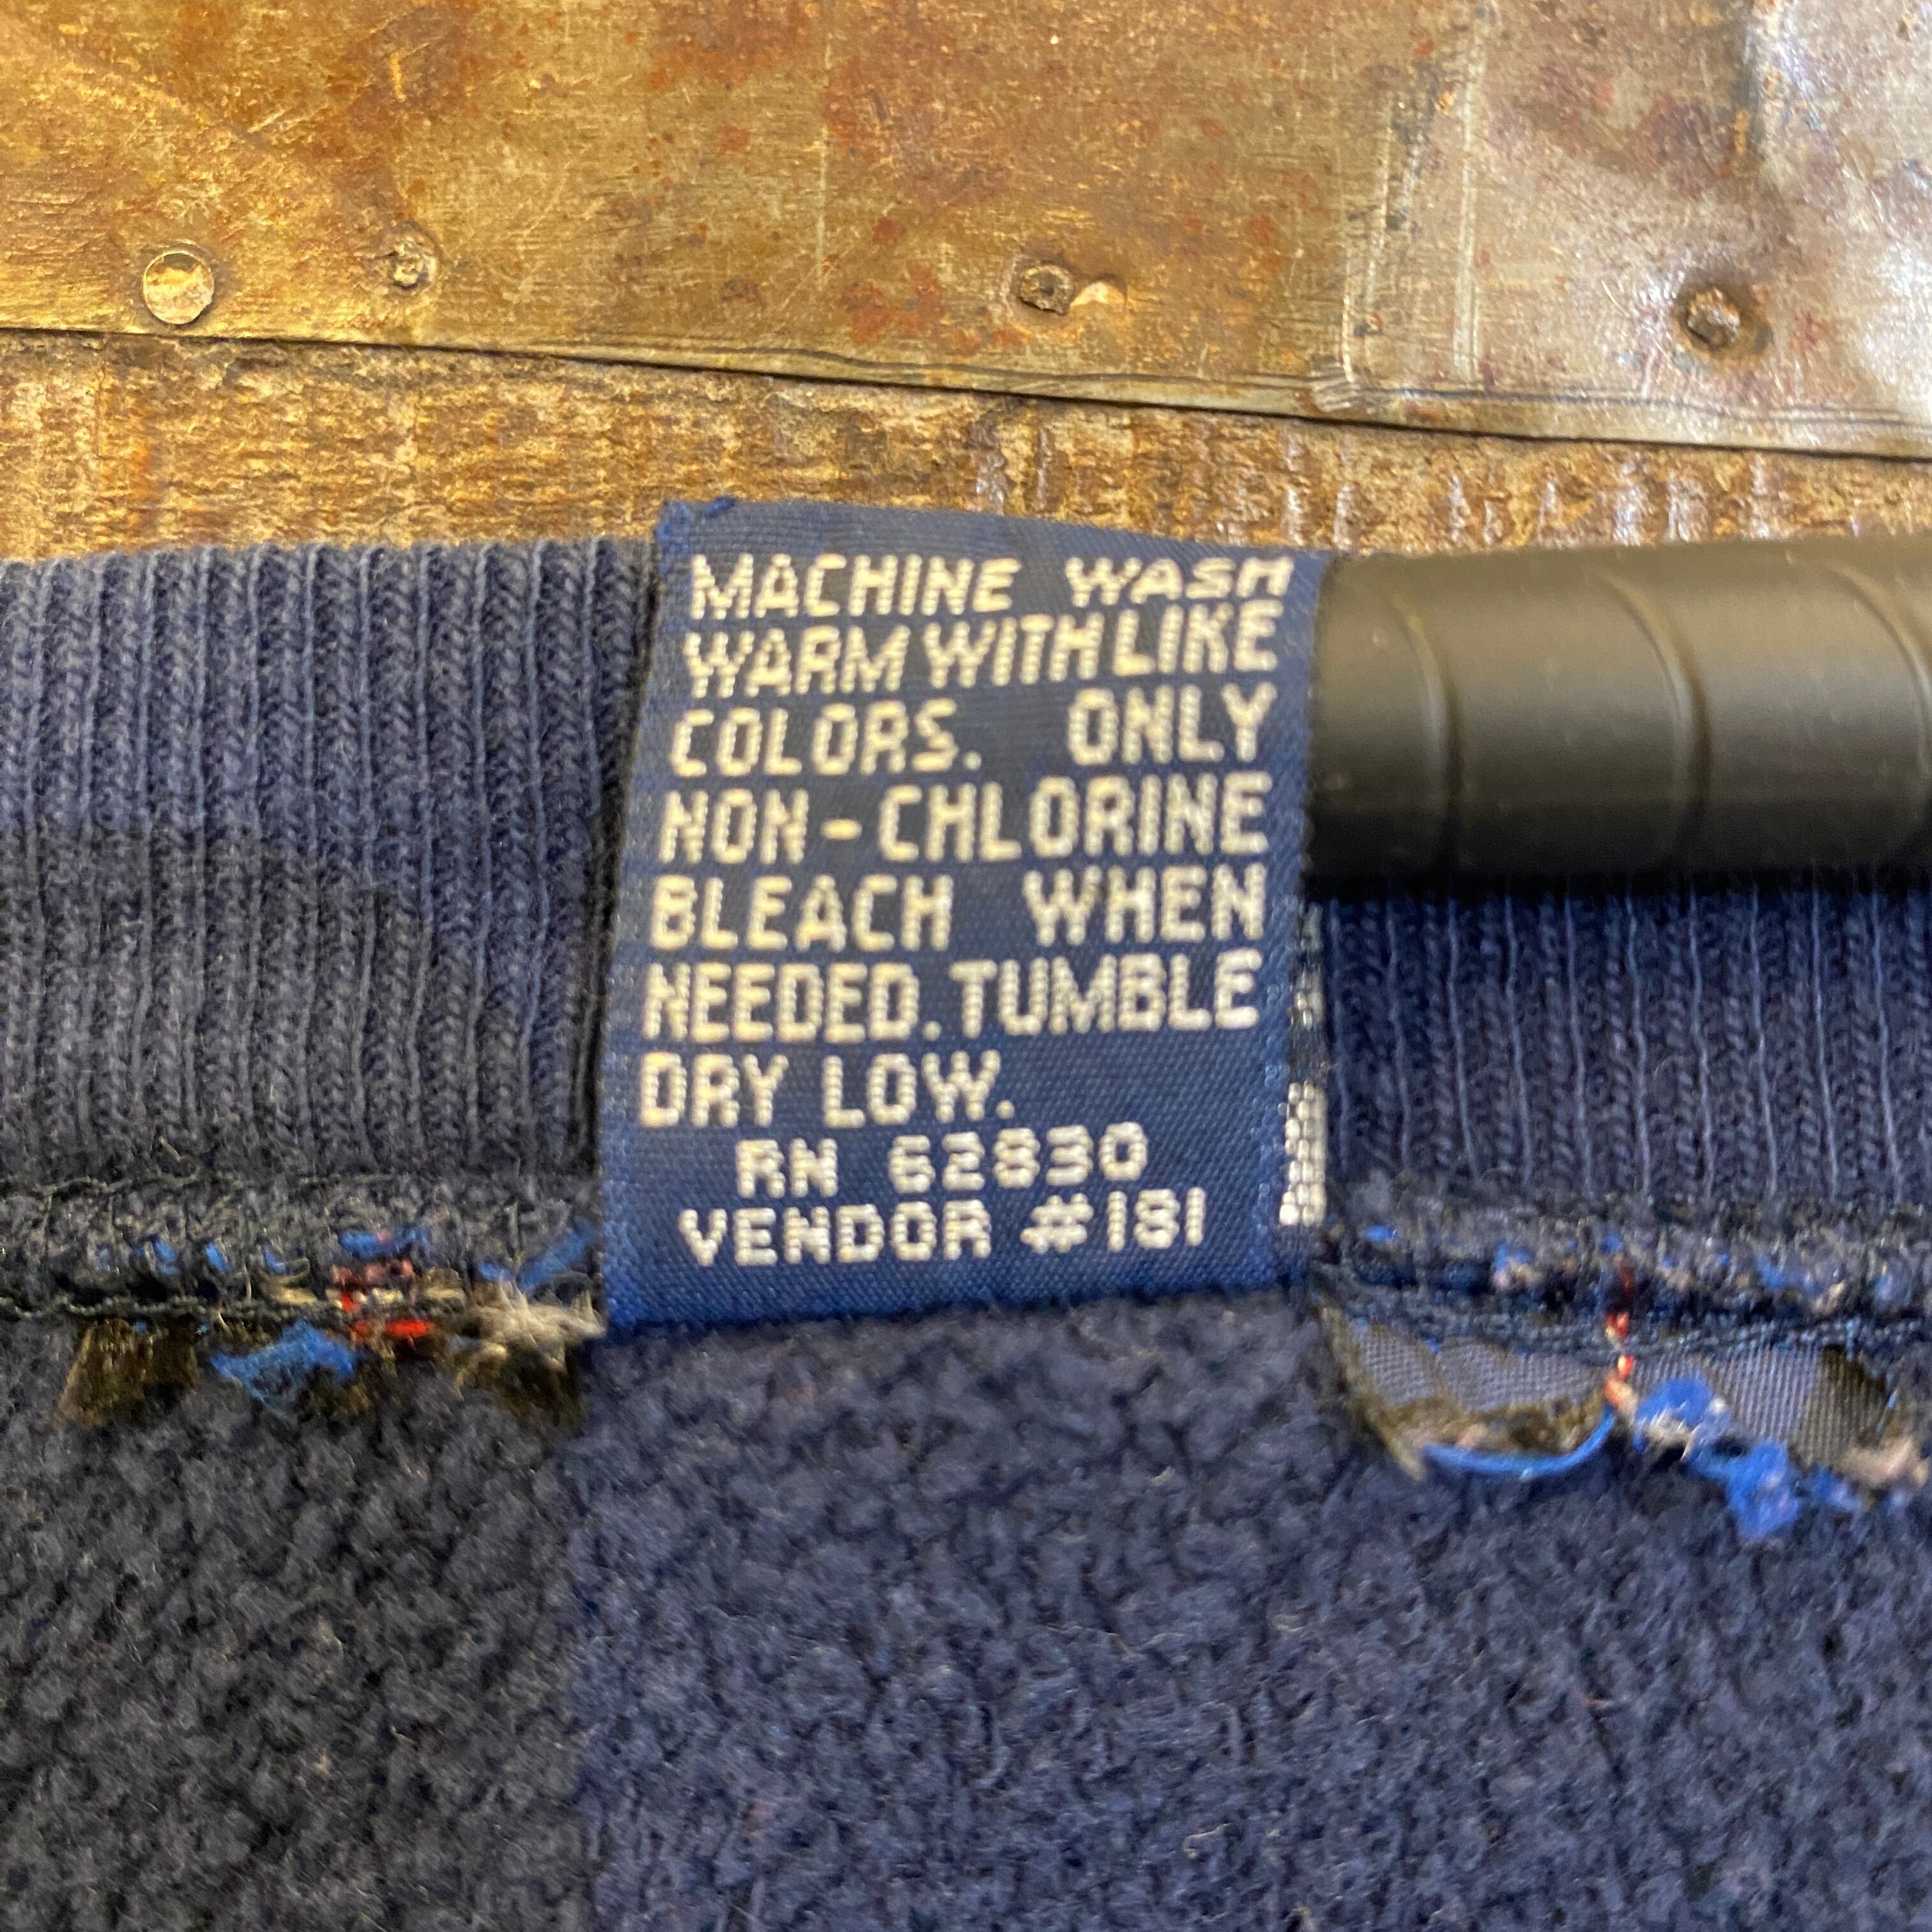 MACHINE WASH
WARM WITH LIKE
COLORS. ONLY
NON-CHLORINE
BLEACH WHEN
NEEDED. TUMBLE
DRY LOW.
RN 62830
VENDOR #181